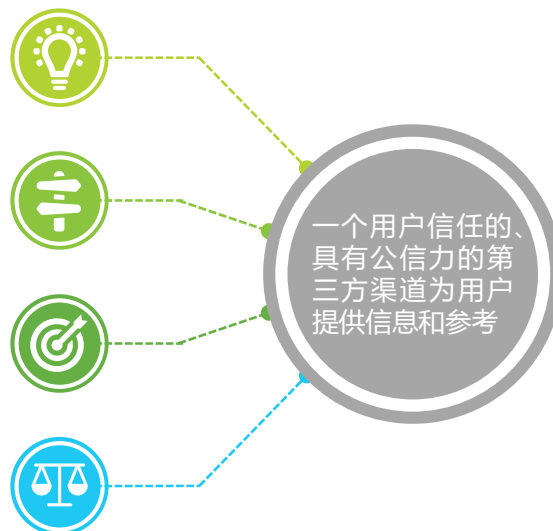 一个用户信任的、
具有公信力的第
三方渠道为用户
提供信息和参考